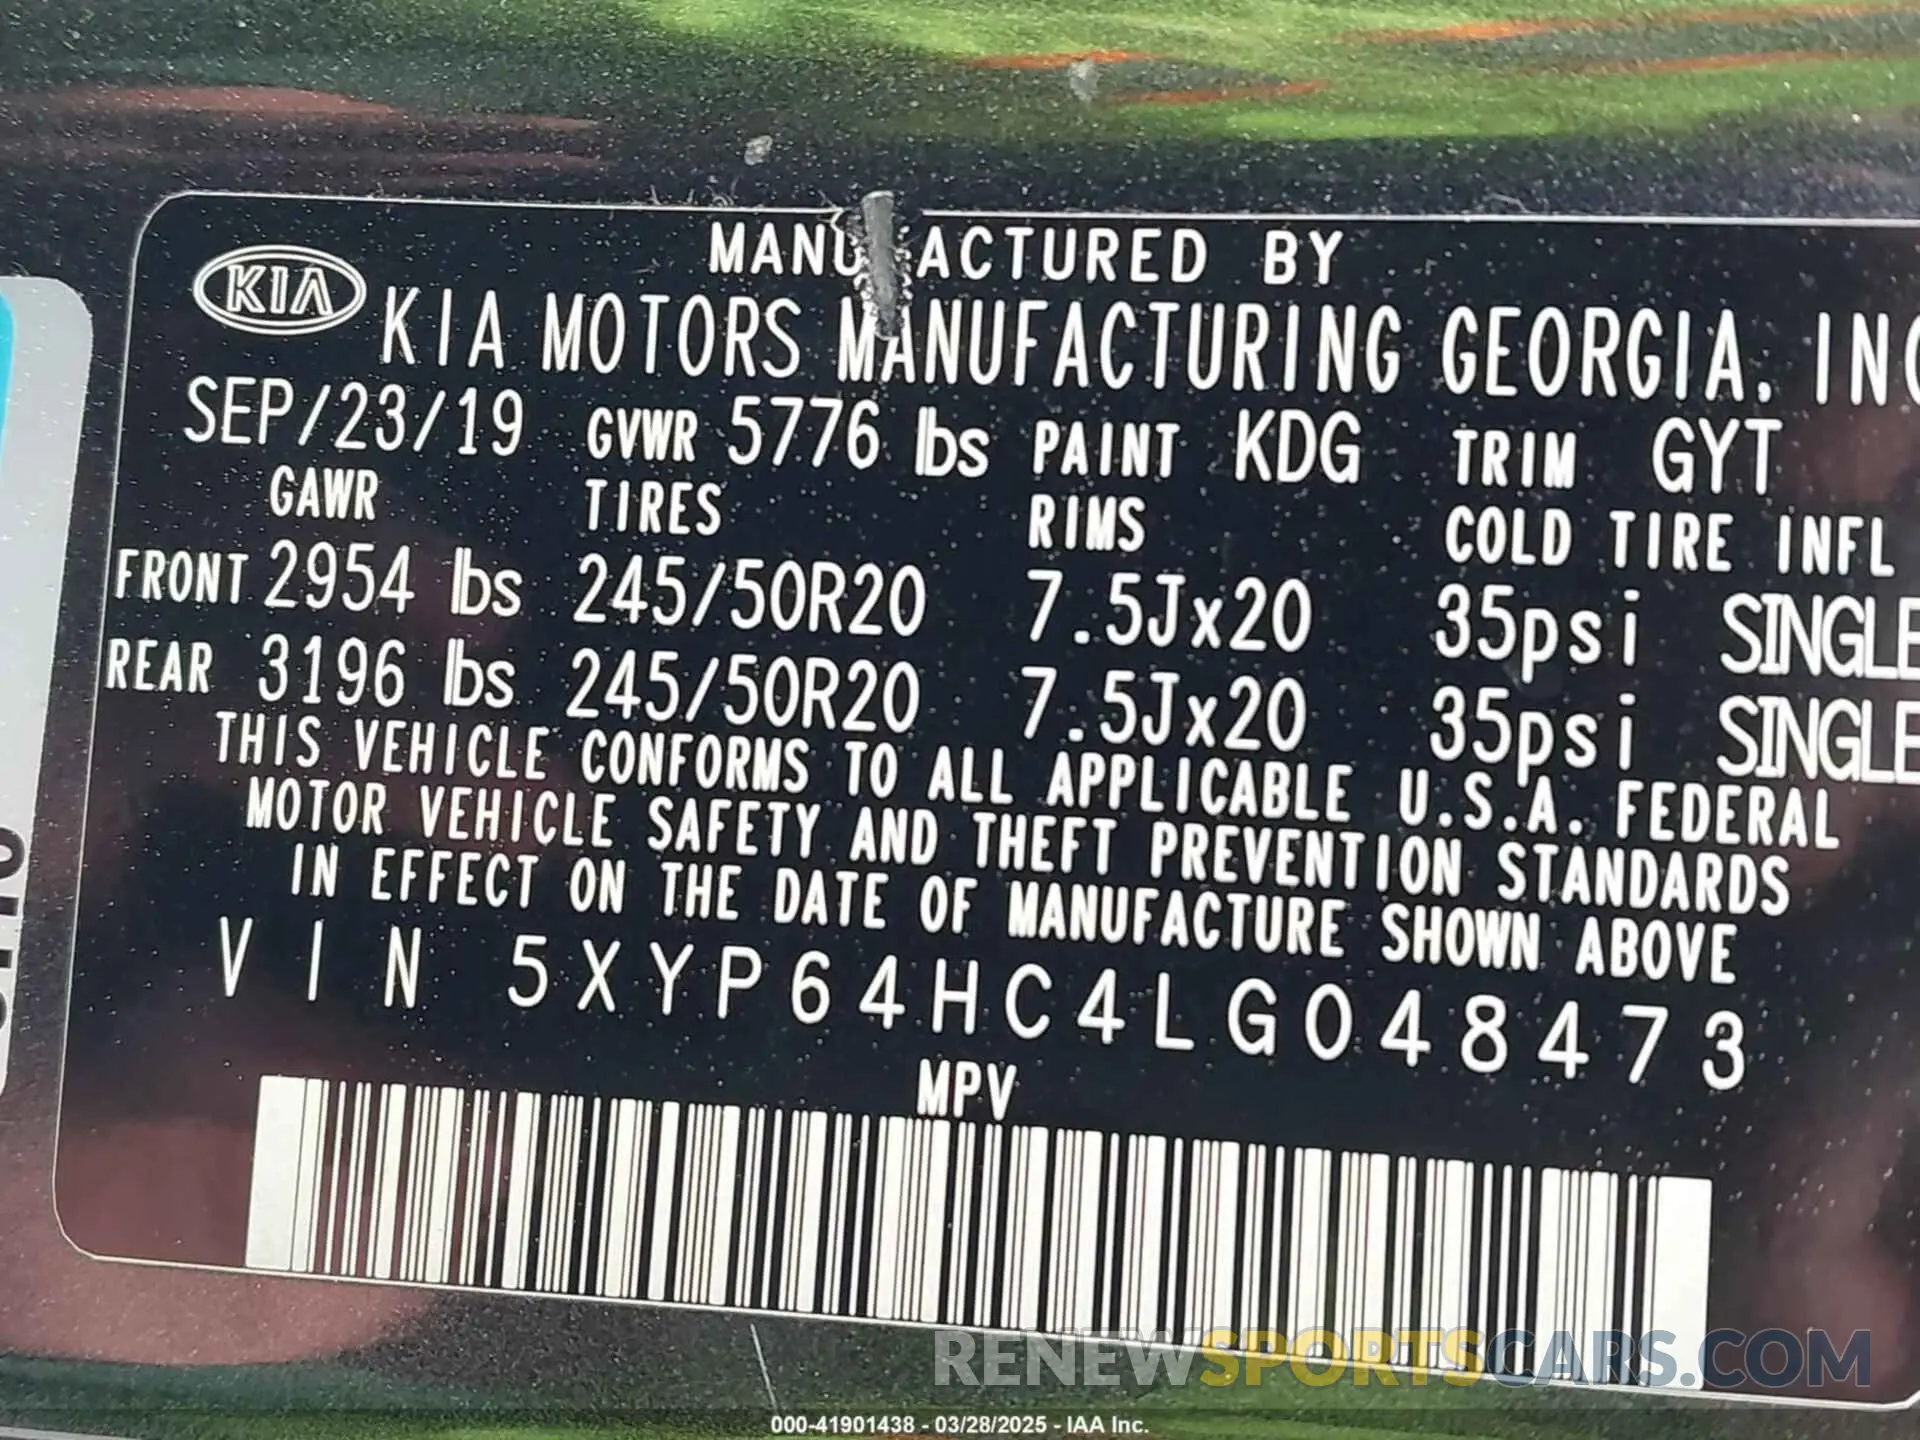 MANUFACTURED BY
KIA KIA MOTORS MANUFACTURING GEORGIA, INC
SEP/23/19 GVWR 5776 lbs PAINT KDG TRIM GYT
GAWR TIRES RIMS COLD TIRE INFL
FRONT 2954 lbs 245/50R20 7.5Jx20 35psi SINGLE
REAR 3196 lbs 245/50R20 7.5Jx20 35psi SINGLE
THIS VEHICLE CONFORMS TO ALL APPLICABLE U.S.A. FEDERAL
MOTOR VEHICLE SAFETY AND THEFT PREVENTION STANDARDS
IN EFFECT ON THE DATE OF MANUFACTURE SHOWN ABOVE
VIN 5XYP64HC4LG048473
MPV
RENEWSPORTSCARS.COM
000-41901438 - 03/28/2025 - IAA Inc.